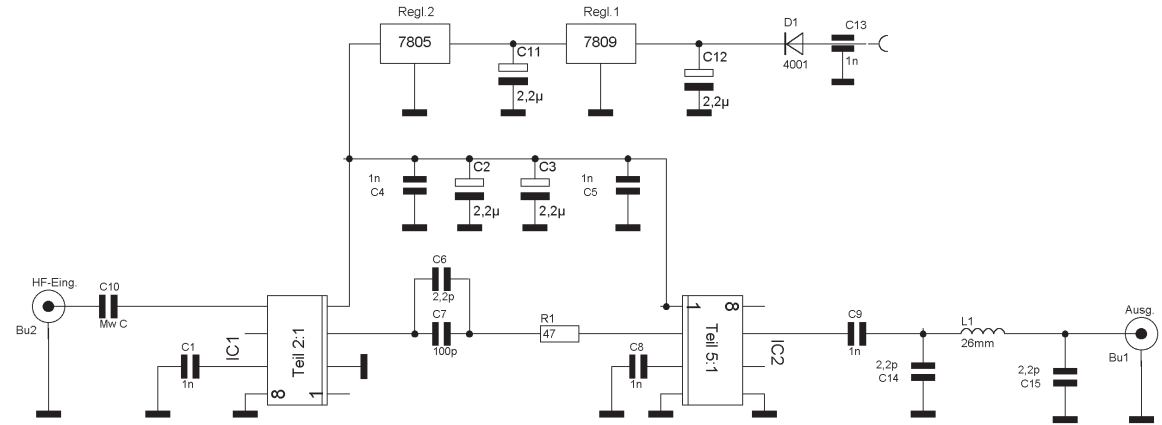 Regl.2
Regl.1
D1
C13
7805
7809
C11
C12
4001
1n
2,2µ
2,2µ
C2
C3
1n
C4
1n
C5
2,2µ
2,2µ
HF-Eing.
C10
C6
2,2p
Mw C
Bu2
C7
100p
R1
47
IC1
Teil 2:1
8
1
C1
1n
1
8
Teil 5:1
IC2
C8
1n
C9
1n
L1
26mm
Ausg.
Bu1
2,2p
C14
2,2p
C15